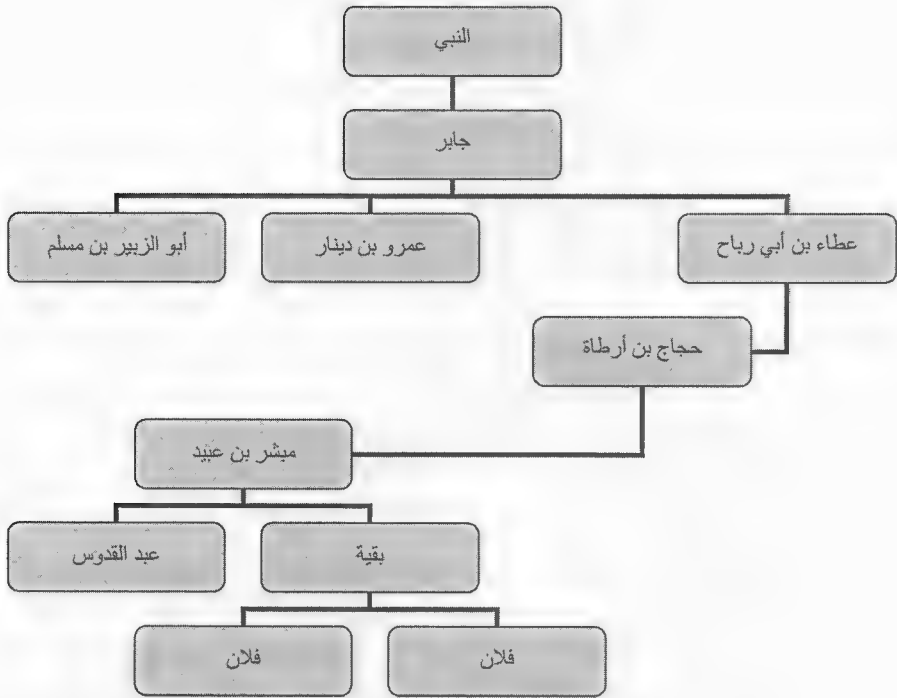 النبي
جابر
عطاء بن أبي رباح
عمرو بن دينار
أبو الزبير بن مسلم
حجاج بن أرطاة
مبشر بن عبيد
بقية
عبد القدوس
فلان
فلان